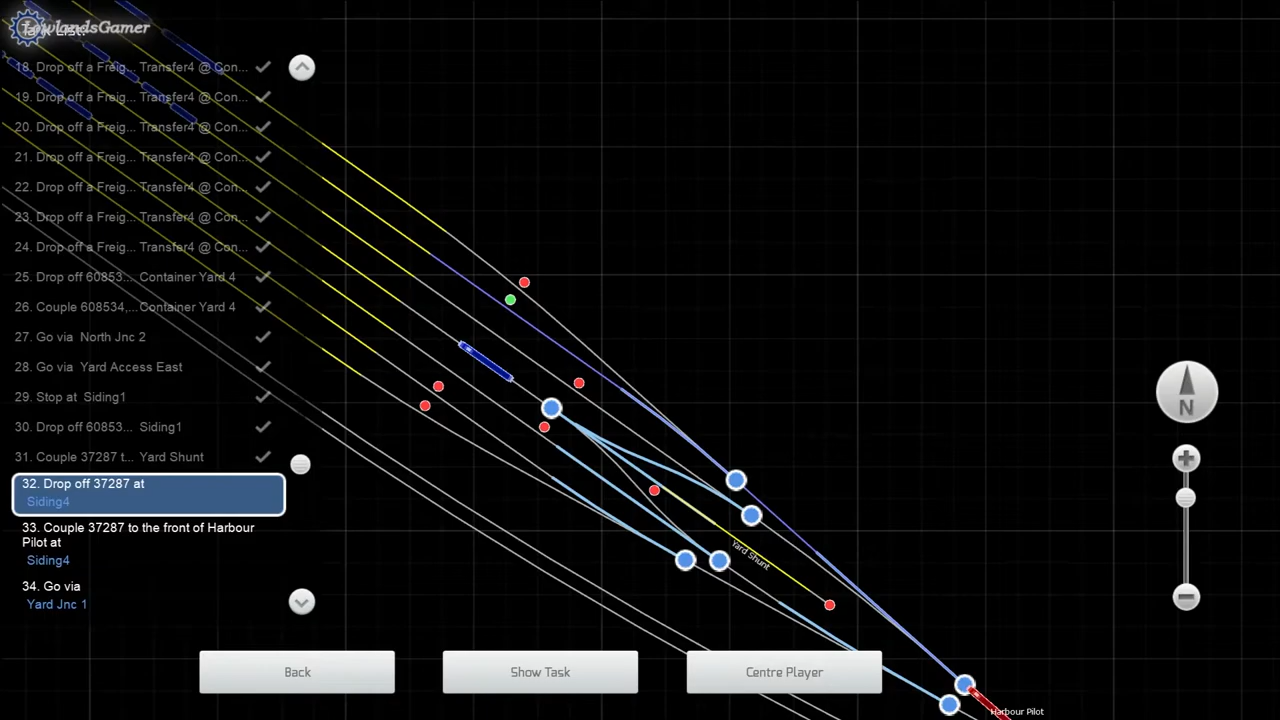 LowlandsGamer
Task List:
18. Drop off a Freig... Transfer4 @ Con...
19. Drop off a Freig... Transfer4 @ Con...
20. Drop off a Freig... Transfer4 @ Con...
21. Drop off a Freig... Transfer4 @ Con...
22. Drop off a Freig... Transfer4 @ Con...
23. Drop off a Freig... Transfer4 @ Con...
24. Drop off a Freig... Transfer4 @ Con...
25. Drop off 60853... Container Yard 4
26. Couple 608534,... Container Yard 4
27. Go via North Jnc 2
28. Go via Yard Access East
29. Stop at Siding1
30. Drop off 60853... Siding1
31. Couple 37287 t... Yard Shunt
32. Drop off 37287 at
Siding4
33. Couple 37287 to the front of Harbour
Pilot at
Siding4
34. Go via
Yard Jnc 1
Yard Shunt
N
Back
Show Task
Centre Player
Harbour Pilot